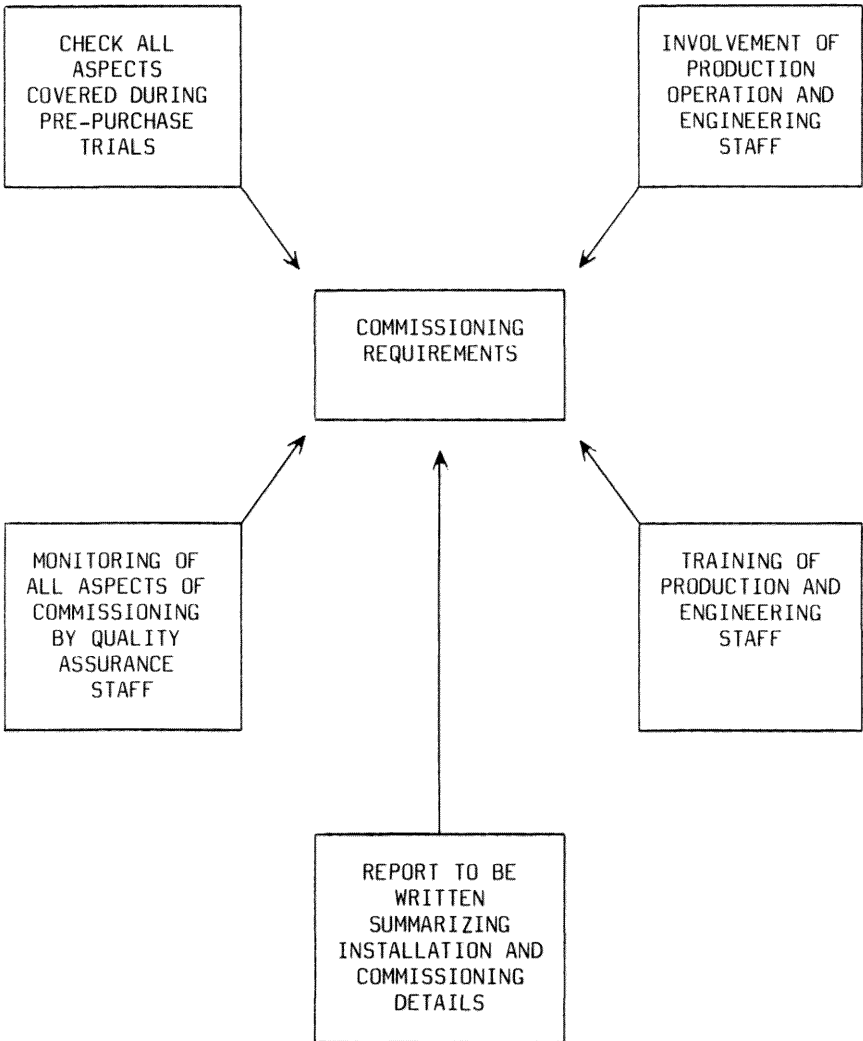 CHECK ALL
ASPECTS
COVERED DURING
PRE-PURCHASE
TRIALS
INVOLVEMENT OF
PRODUCTION
OPERATION AND
ENGINEERING
STAFF
COMMISSIONING
REQUIREMENTS
MONITORING OF
ALL ASPECTS OF
COMMISSIONING
BY QUALITY
ASSURANCE
STAFF
TRAINING OF
PRODUCTION AND
ENGINEERING
STAFF
REPORT TO BE
WRITTEN
SUMMARIZING
INSTALLATION AND
COMMISSIONING
DETAILS